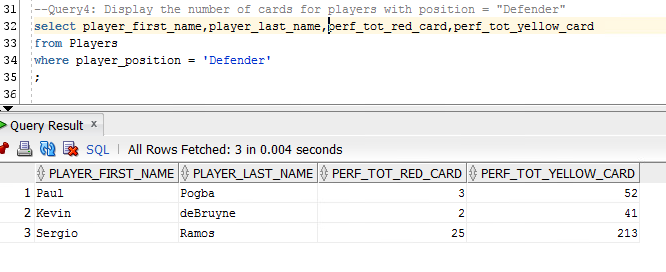 31 --Query4: Display the number of cards for players with position = "Defender"
32 select player_first_name,player_last_name,perf_tot_red_card,perf_tot_yellow_card
33 from Players
34 where player_position = 'Defender'
35 ;
36
Query Result x
SQL | All Rows Fetched: 3 in 0.004 seconds
PLAYER_FIRST_NAME PLAYER_LAST_NAME PERF_TOT_RED_CARD PERF_TOT_YELLOW_CARD
1 Paul Pogba 3 52
2 Kevin deBruyne 2 41
3 Sergio Ramos 25 213